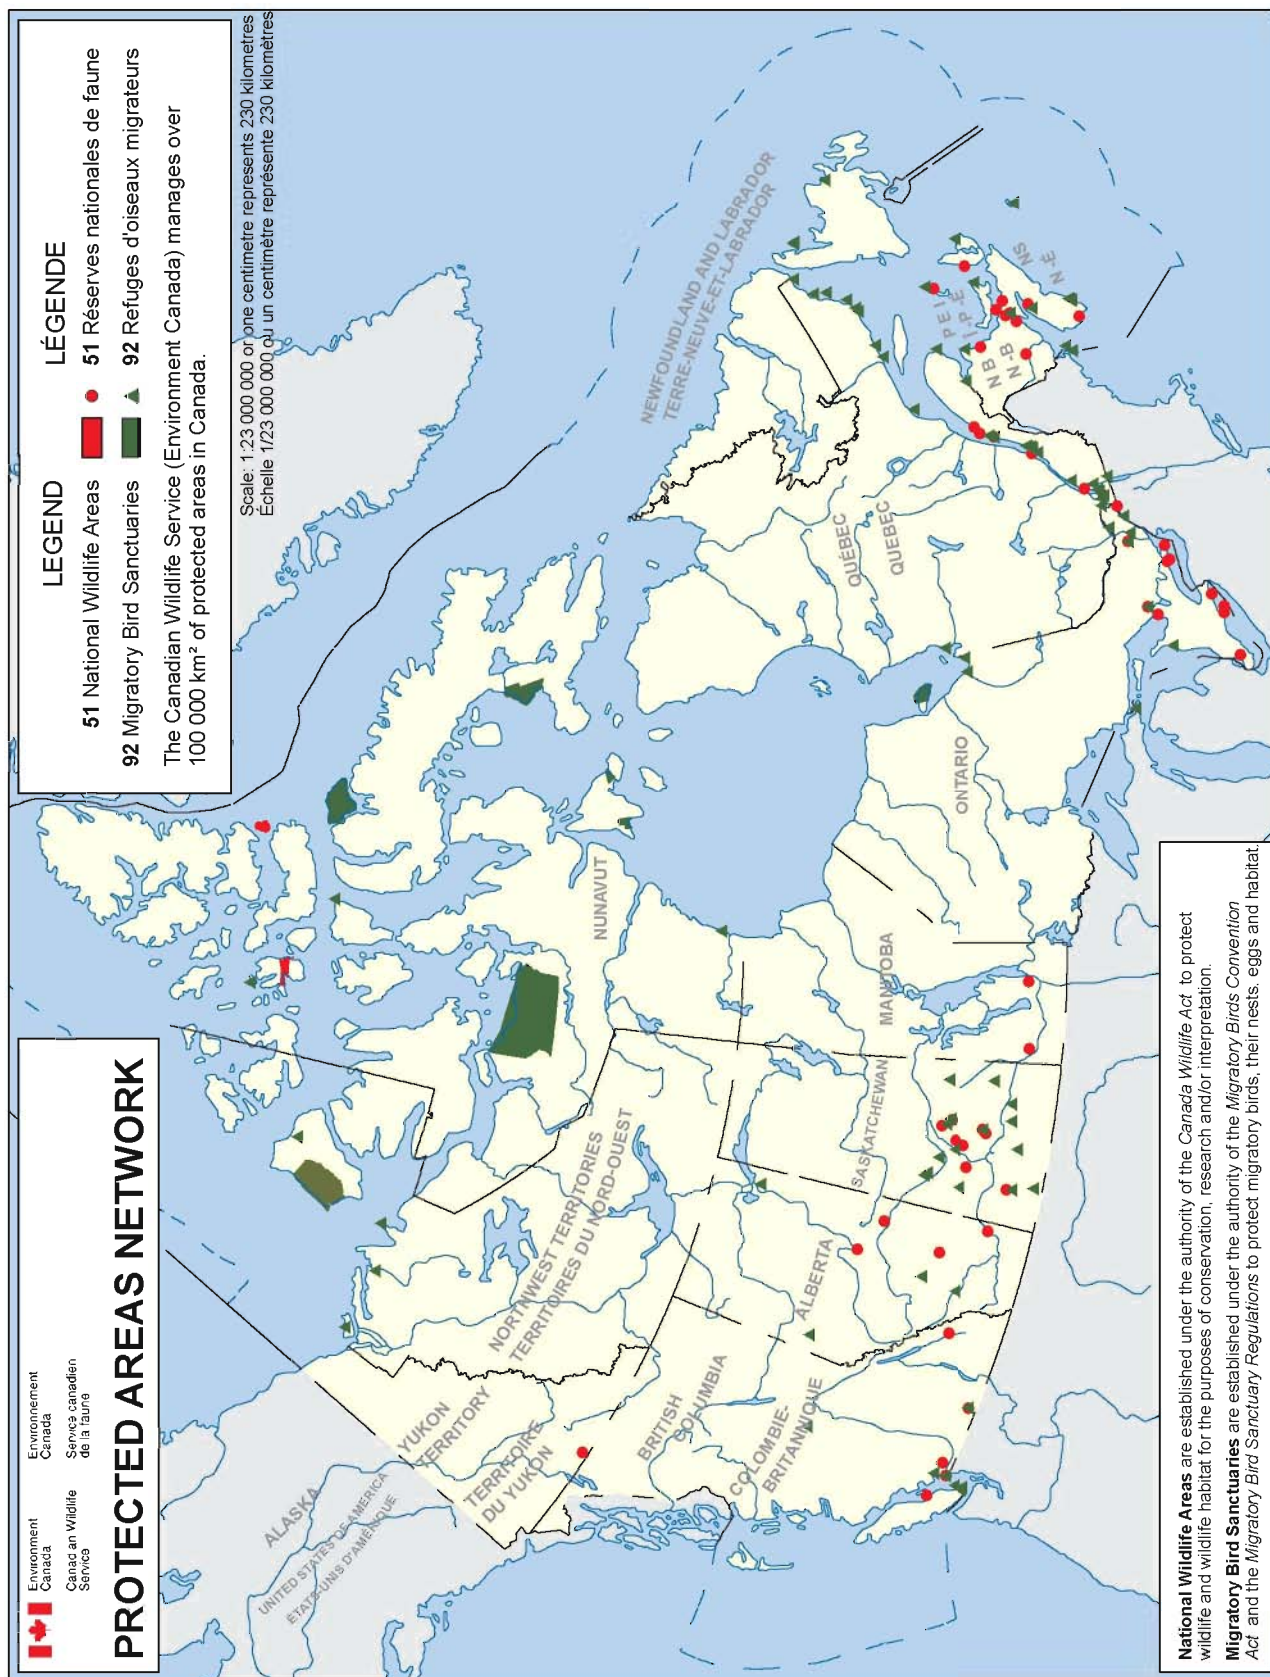 Environment
Canada
Environnement
Canada
Canadian Wildlife
Service
Service canadien
de la faune
PROTECTED AREAS NETWORK
LEGEND
LÉGENDE
51 National Wildlife Areas
51 Réserves nationales de faune
92 Migratory Bird Sanctuaries
92 Refuges d'oiseaux migrateurs
The Canadian Wildlife Service (Environment Canada) manages over
100 000 km² of protected areas in Canada.
Scale: 1:23 000 000 or one centimetre represents 230 kilometres
Échelle 1/23 000 000 ou un centimètre représente 230 kilomètres
ALASKA
UNITED STATES OF AMERICA
ÉTATS-UNIS D'AMÉRIQUE
YUKON
TERRITORY
TERRITOIRE
DU YUKON
NORTHWEST TERRITORIES
TERRITOIRES DU NORD-OUEST
NUNAVUT
BRITISH
COLUMBIA
COLOMBIE-
BRITANIQUE
ALBERTA
SASKATCHEWAN
MANITOBA
ONTARIO
QUÉBEC
QUEBEC
NEWFOUNDLAND AND LABRADOR
TERRE-NEUVE-ET-LABRADOR
P E I
I-P-É
N B
N-B
NS
N-É
National Wildlife Areas are established under the authority of the Canada Wildlife Act to protect
wildlife and wildlife habitat for the purposes of conservation, research and/or interpretation.
Migratory Bird Sanctuaries are established under the authority of the Migratory Birds Convention
Act and the Migratory Bird Sanctuary Regulations to protect migratory birds, their nests. eggs and habitat.